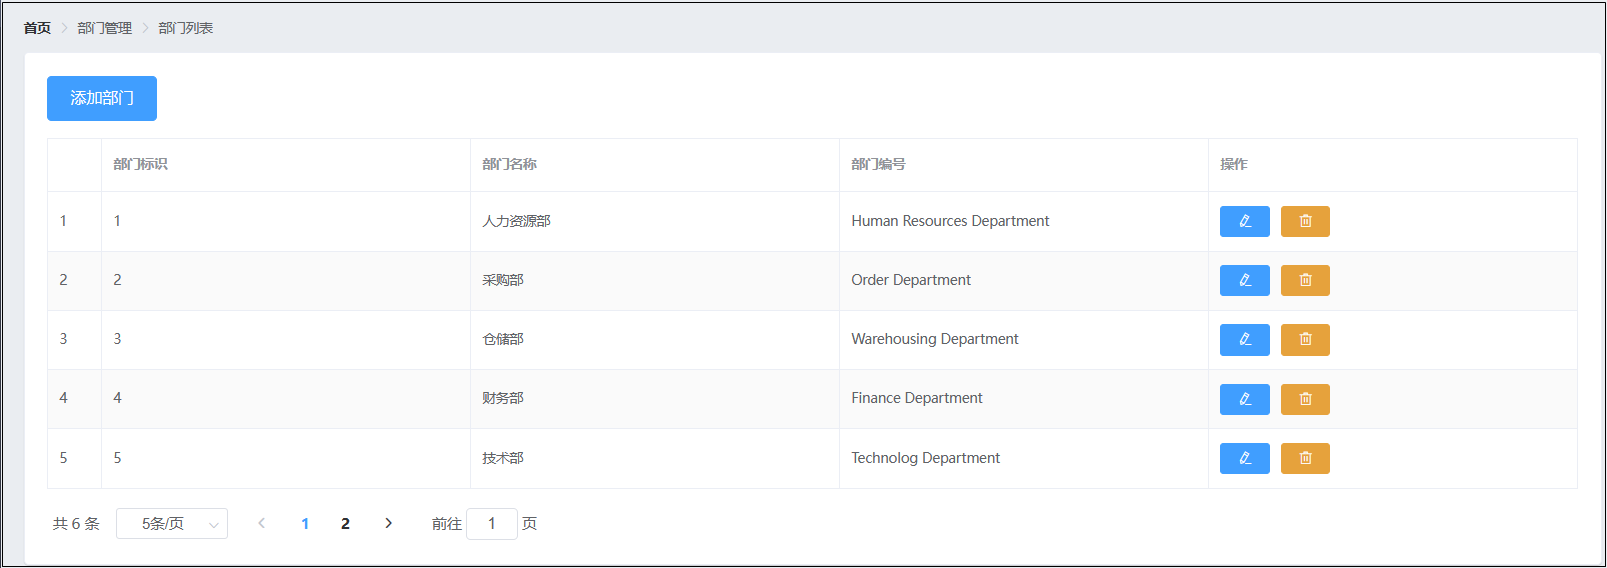 首页 > 部门管理 > 部门列表
添加部门
部门标识 部门名称 部门编号 操作
1 1 人力资源部 Human Resources Department
2 2 采购部 Order Department
3 3 仓储部 Warehousing Department
4 4 财务部 Finance Department
5 5 技术部 Technolog Department
共 6 条 5条/页 < 1 2 > 前往 1 页